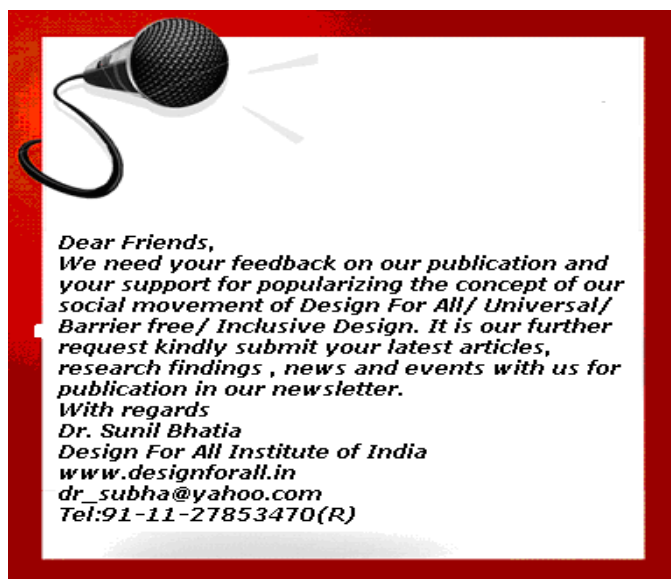 Dear Friends,
We need your feedback on our publication and
your support for popularizing the concept of our
social movement of Design For All/ Universal/
Barrier free/ Inclusive Design. It is our further
request kindly submit your latest articles,
research findings , news and events with us for
publication in our newsletter.
With regards
Dr. Sunil Bhatia
Design For All Institute of India
www.designforall.in
dr_subha@yahoo.com
Tel:91-11-27853470(R)